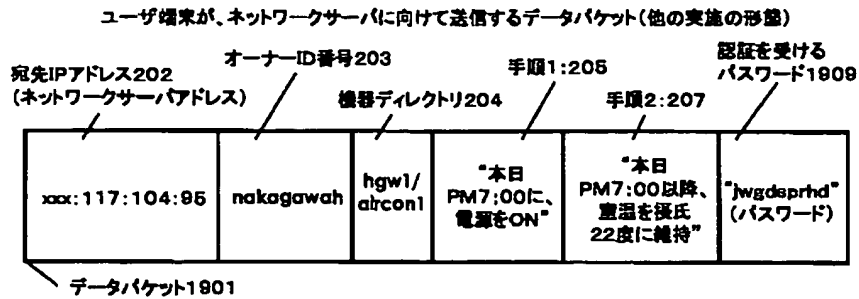 ユーザ端末が、ネットワークサーバに向けて送信するデータパケット(他の実施の形態)
宛先IPアドレス202
(ネットワークサーバアドレス)
オーナーID番号203
機器ディレクトリ204
手順1:205
手順2:207
認証を受ける
パスワード1909
xxx:117:104:95
nakagawah
hgw1/
aircon1
“本日
PM7:00に、
電源をON”
“本日
PM7:00以降、
室温を摂氏
22度に維持”
“jwgdsprhd”
(パスワード)
データパケット1901